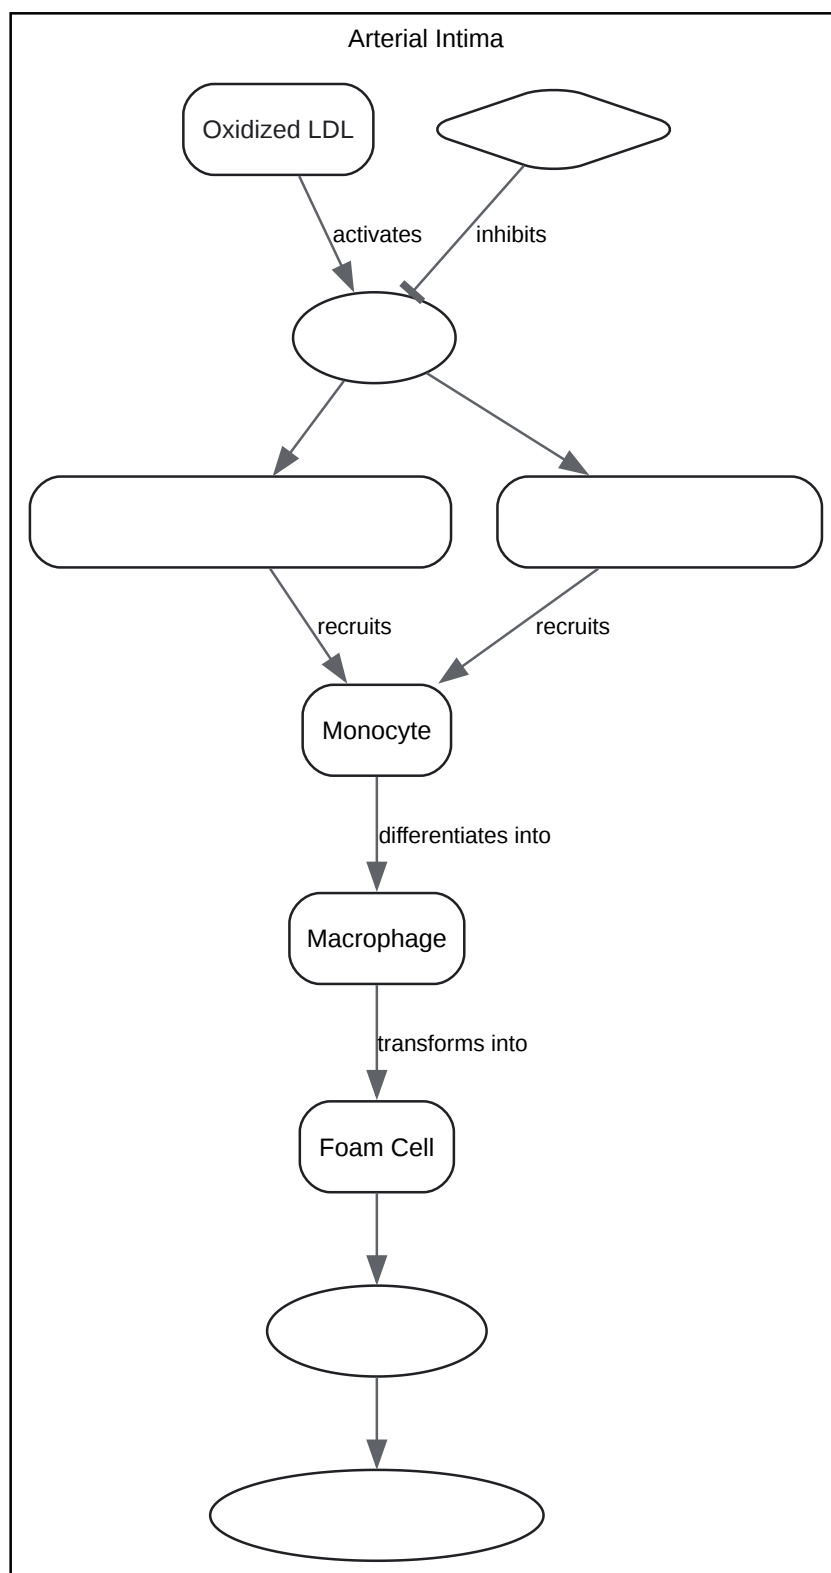 Arterial Intima
Oxidized LDL
activates
inhibits
recruits
recruits
Monocyte
differentiates into
Macrophage
transforms into
Foam Cell